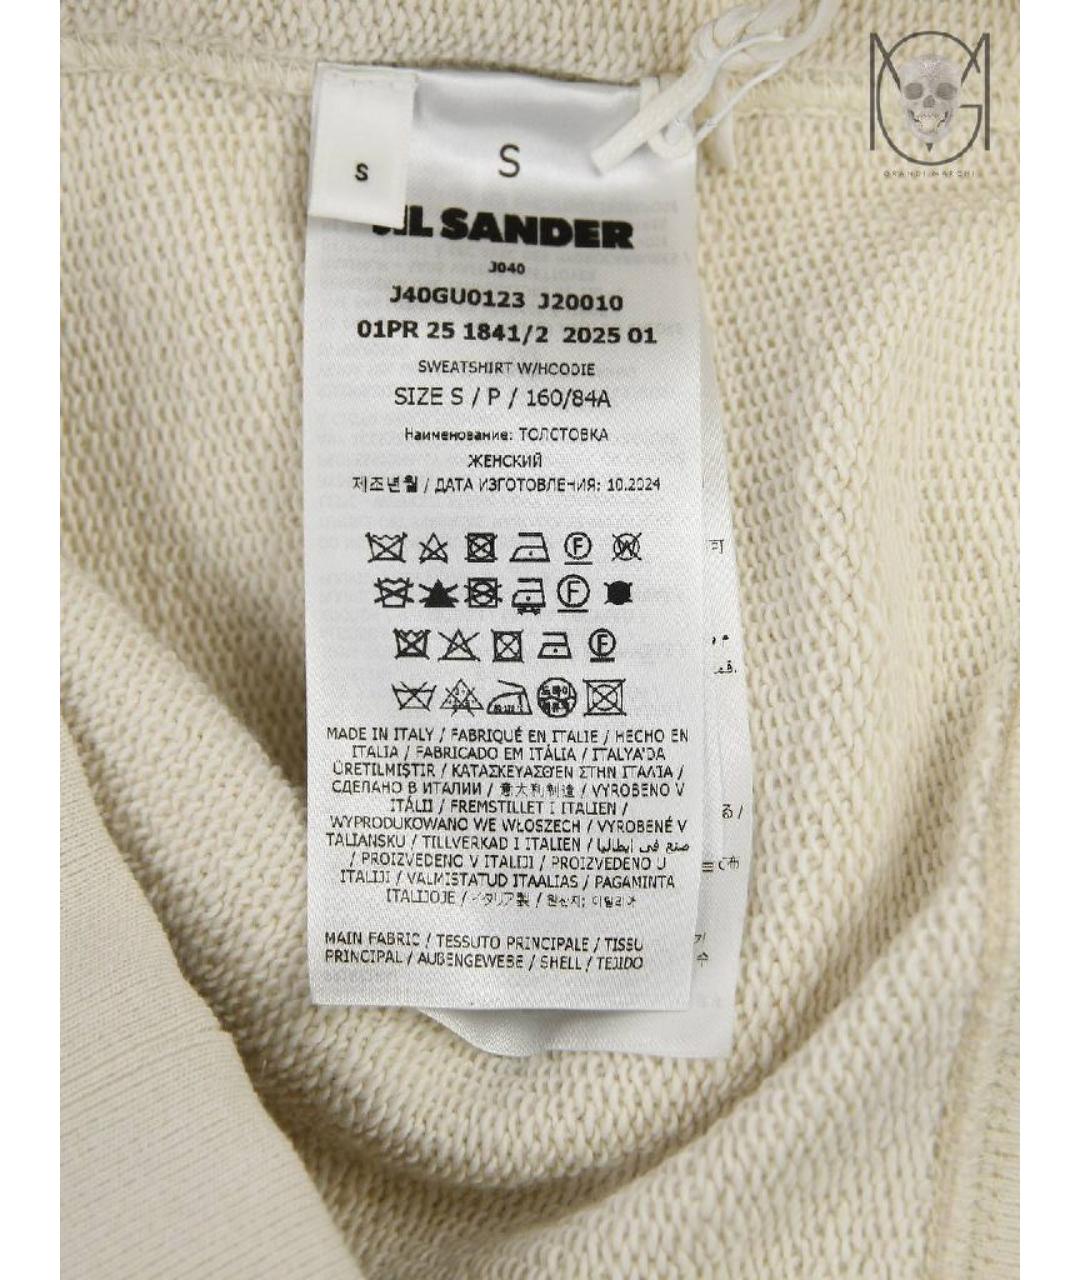 GRANDI MARCHI
S
S
JIL SANDER
J040
J40GU0123 J20010
01PR 25 1841/2 2025 01
SWEATSHIRT W/HOODIE
SIZE S / P / 160/84A
Наименование: ТОЛСТОВКА
ЖЕНСКИЙ
제조년월 / ДАТА ИЗГОТОВЛЕНИЯ: 10.2024
MADE IN ITALY / FABRIQUÉ EN ITALIE / HECHO EN
ITALIA / FABRICADO EM ITÁLIA / ITALYA'DA
ÜRETILMIŞTIR / ΚΑΤΑΣΚΕΥΑΣΘΕΝ ΣΤΗΝ ΙΤΑΛΙΑ /
СДЕЛАНО В ИТАЛИИ / 意大利制造 / VYROBENO V
ITÁLII / FREMSTILLET I ITALIEN /
WYPRODUKOWANO WE WŁOSZECH / VYROBENÉ V
TALIANSKU / TILLVERKAD I ITALIEN / صنع في ايطاليا
/ PROIZVEDENO V ITALIJI / PROIZVEDENO U
ITALIJI / VALMISTATUD ITAALIAS / PAGAMINTA
ITALIJOJE / イタリア製 / 원산지: 이탈리아
MAIN FABRIC / TESSUTO PRINCIPALE / TISSU
PRINCIPAL / AUßENGEWEBE / SHELL / TEJIDO